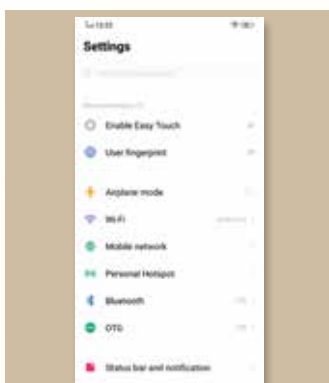 Settings
Enable Easy Touch
User fingerprint
Airplane mode
Wi-Fi
Mobile network
Personal Hotspot
Bluetooth
OTG
Status bar and notification